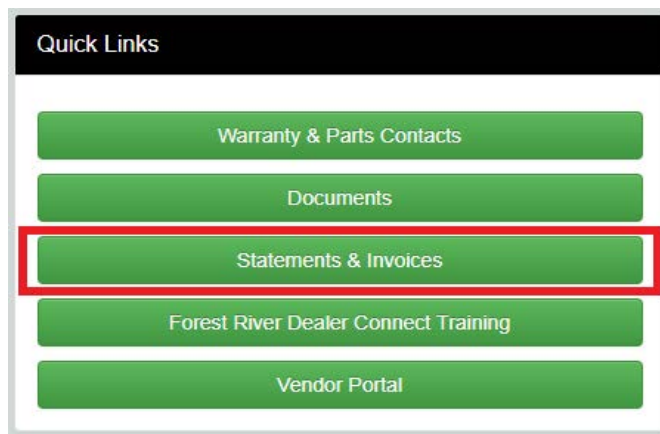 Quick Links
Warranty & Parts Contacts
Documents
Statements & Invoices
Forest River Dealer Connect Training
Vendor Portal